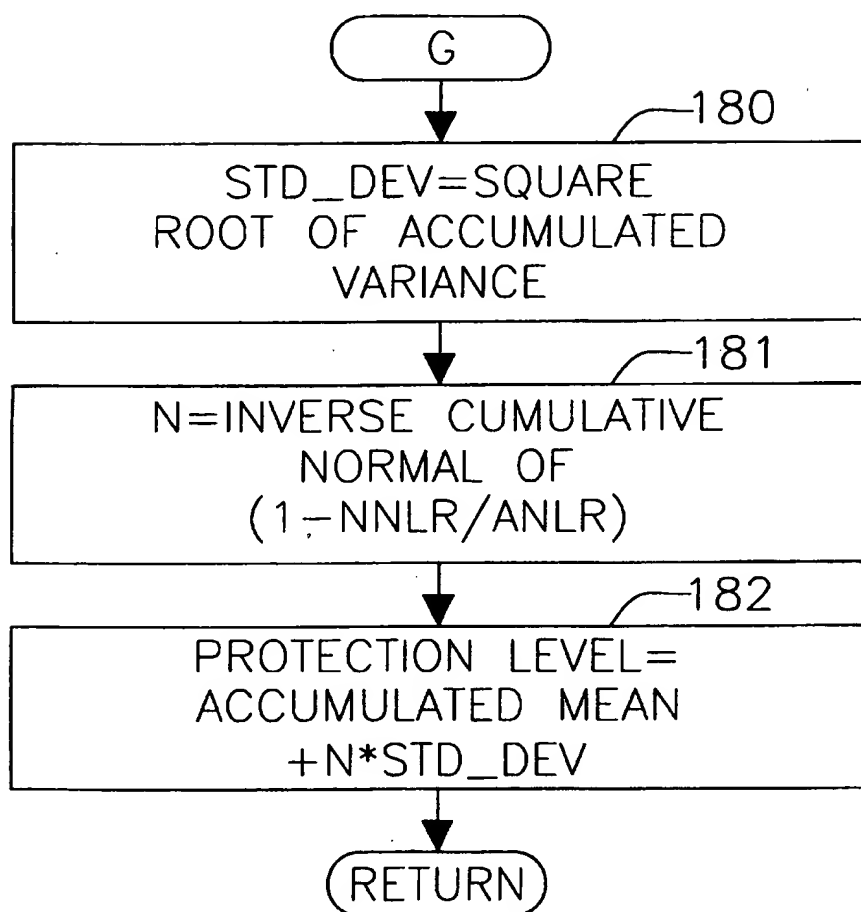 G
180
STD_DEV=SQUARE
ROOT OF ACCUMULATED
VARIANCE
181
N=INVERSE CUMULATIVE
NORMAL OF
(1-NNLR/ANLR)
182
PROTECTION LEVEL=
ACCUMULATED MEAN
+N*STD_DEV
RETURN